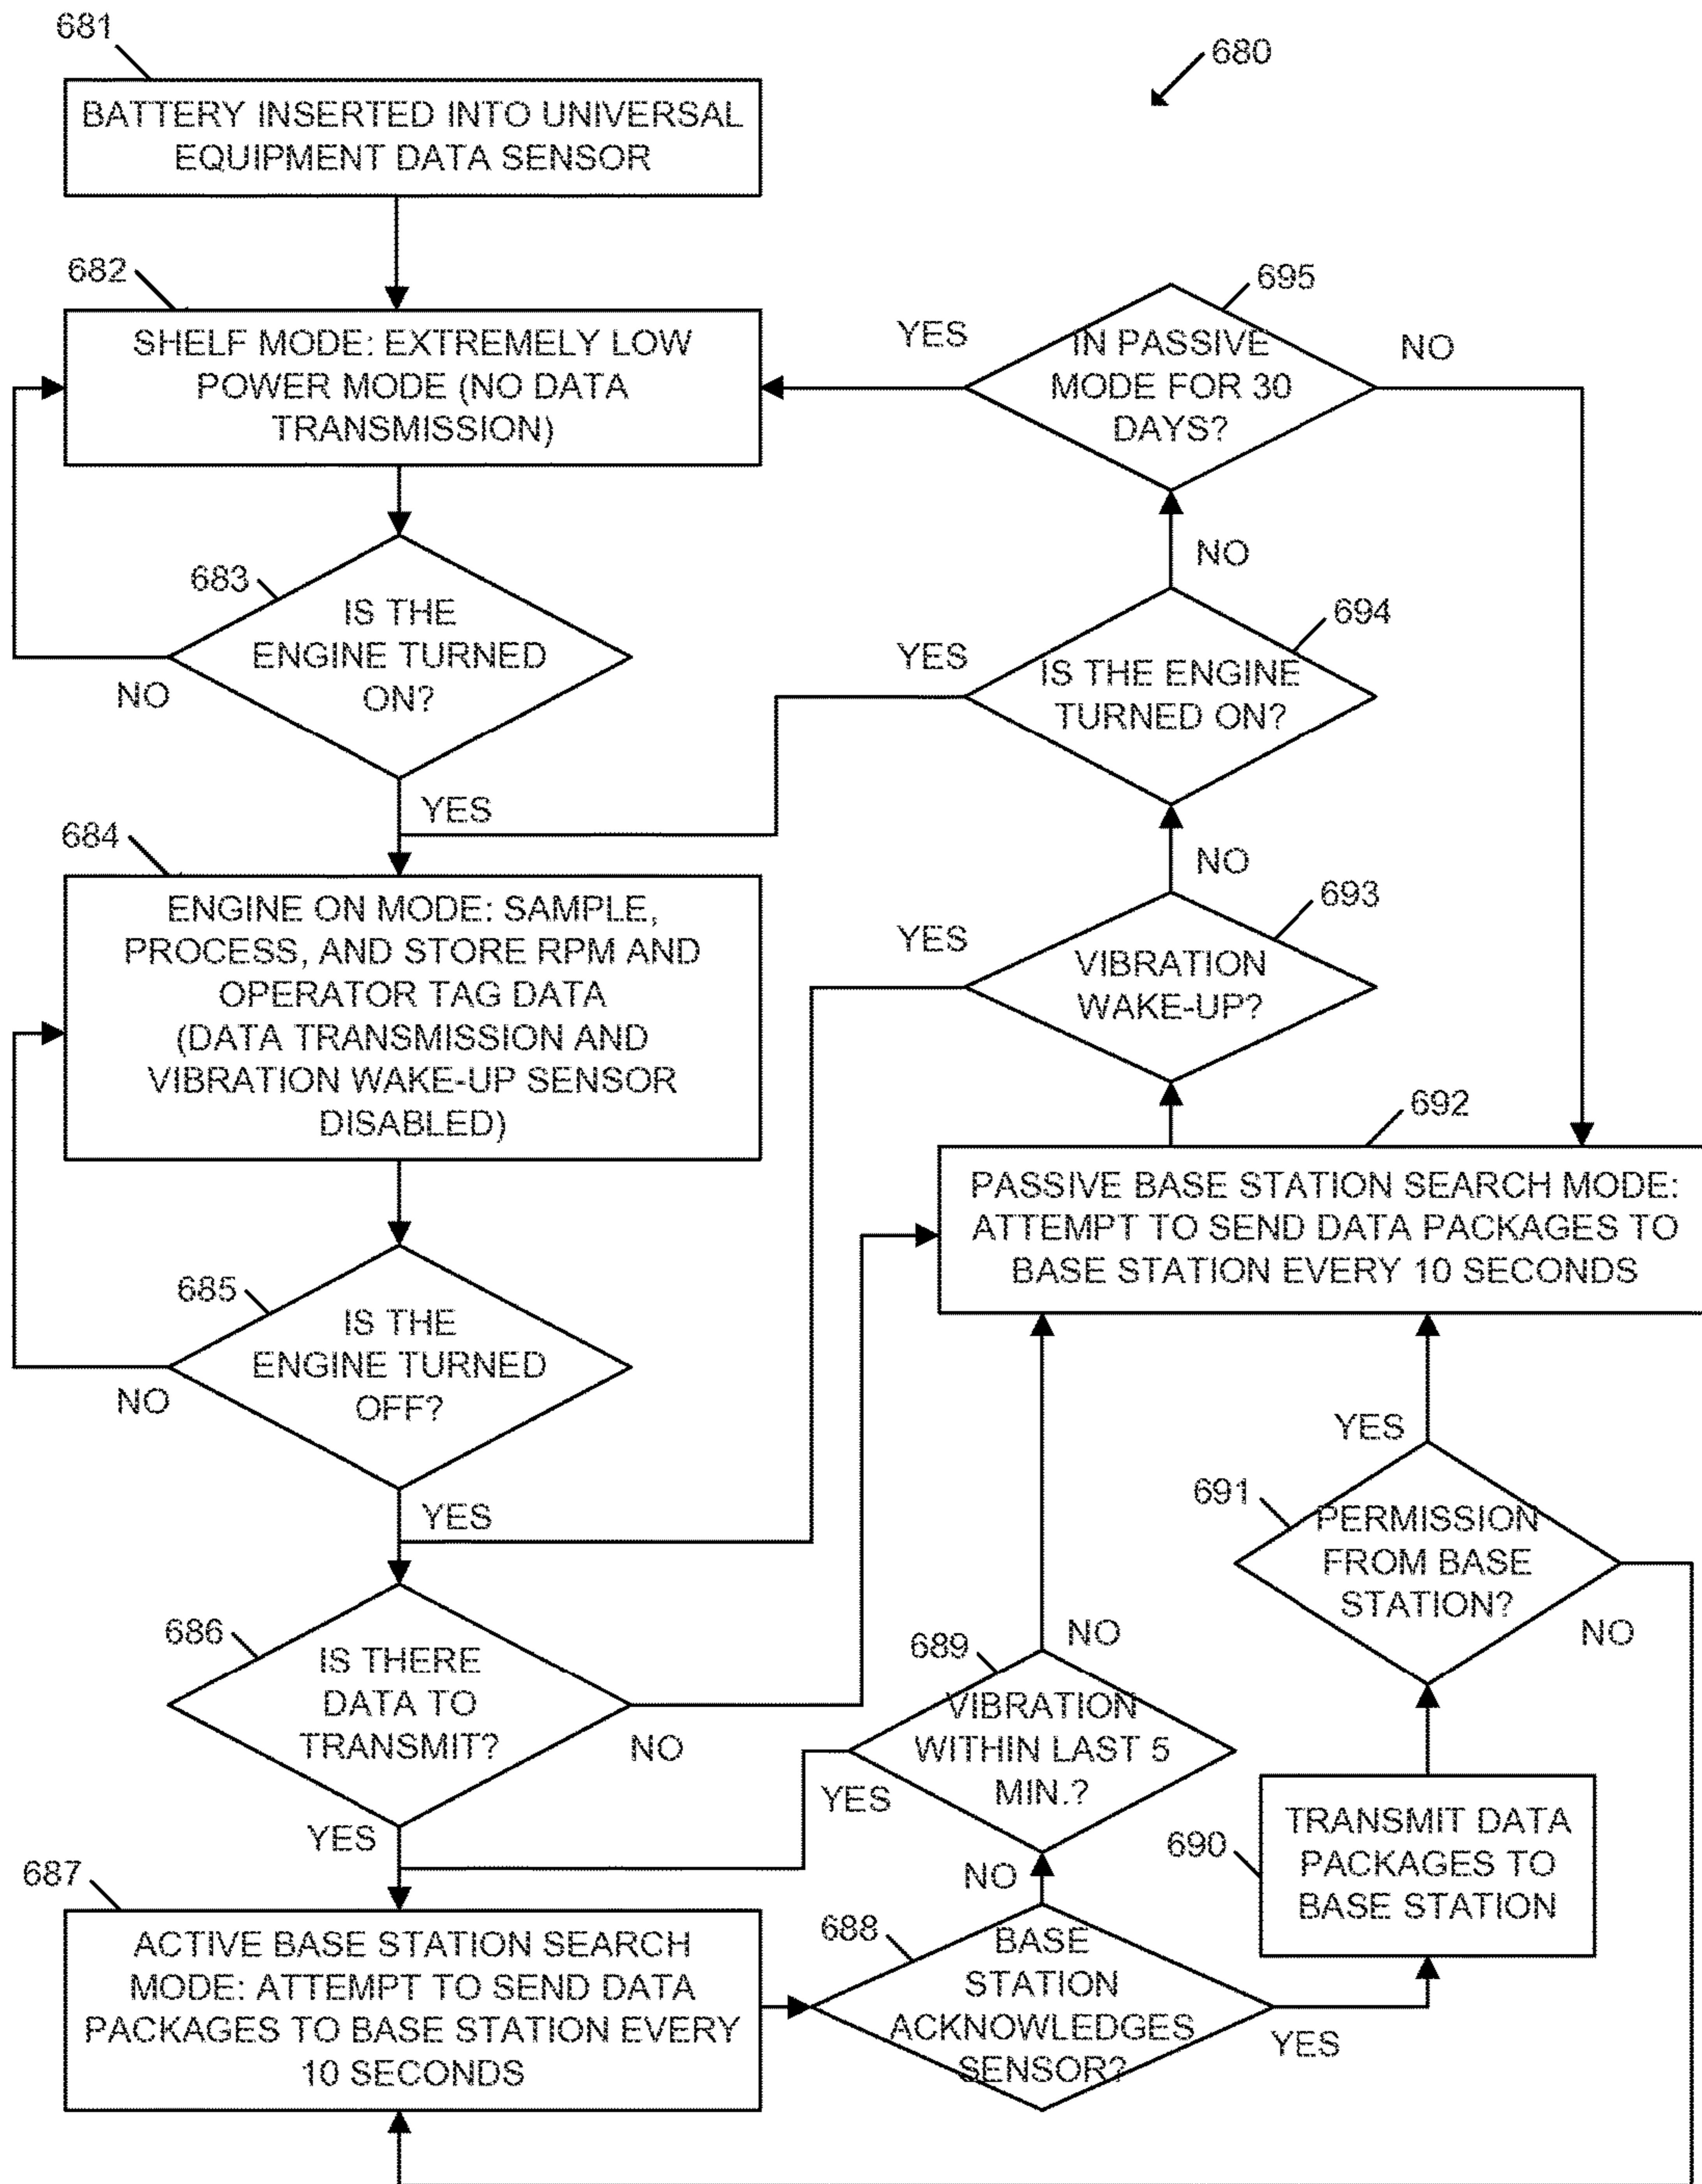 681
680
BATTERY INSERTED INTO UNIVERSAL
EQUIPMENT DATA SENSOR
682
SHELF MODE: EXTREMELY LOW
POWER MODE (NO DATA
TRANSMISSION)
695
YES
IN PASSIVE
MODE FOR 30
DAYS?
NO
683
IS THE
ENGINE TURNED
ON?
NO
YES
NO
694
YES
IS THE ENGINE
TURNED ON?
684
ENGINE ON MODE: SAMPLE,
PROCESS, AND STORE RPM AND
OPERATOR TAG DATA
(DATA TRANSMISSION AND
VIBRATION WAKE-UP SENSOR
DISABLED)
NO
693
YES
VIBRATION
WAKE-UP?
692
PASSIVE BASE STATION SEARCH MODE:
ATTEMPT TO SEND DATA PACKAGES TO
BASE STATION EVERY 10 SECONDS
685
IS THE
ENGINE TURNED
OFF?
NO
YES
YES
691
PERMISSION
FROM BASE
STATION?
NO
686
IS THERE
DATA TO
TRANSMIT?
NO
YES
NO
689
VIBRATION
WITHIN LAST 5
MIN.?
YES
690
TRANSMIT DATA
PACKAGES TO
BASE STATION
687
ACTIVE BASE STATION SEARCH
MODE: ATTEMPT TO SEND DATA
PACKAGES TO BASE STATION EVERY
10 SECONDS
NO
688
BASE
STATION
ACKNOWLEDGES
SENSOR?
YES